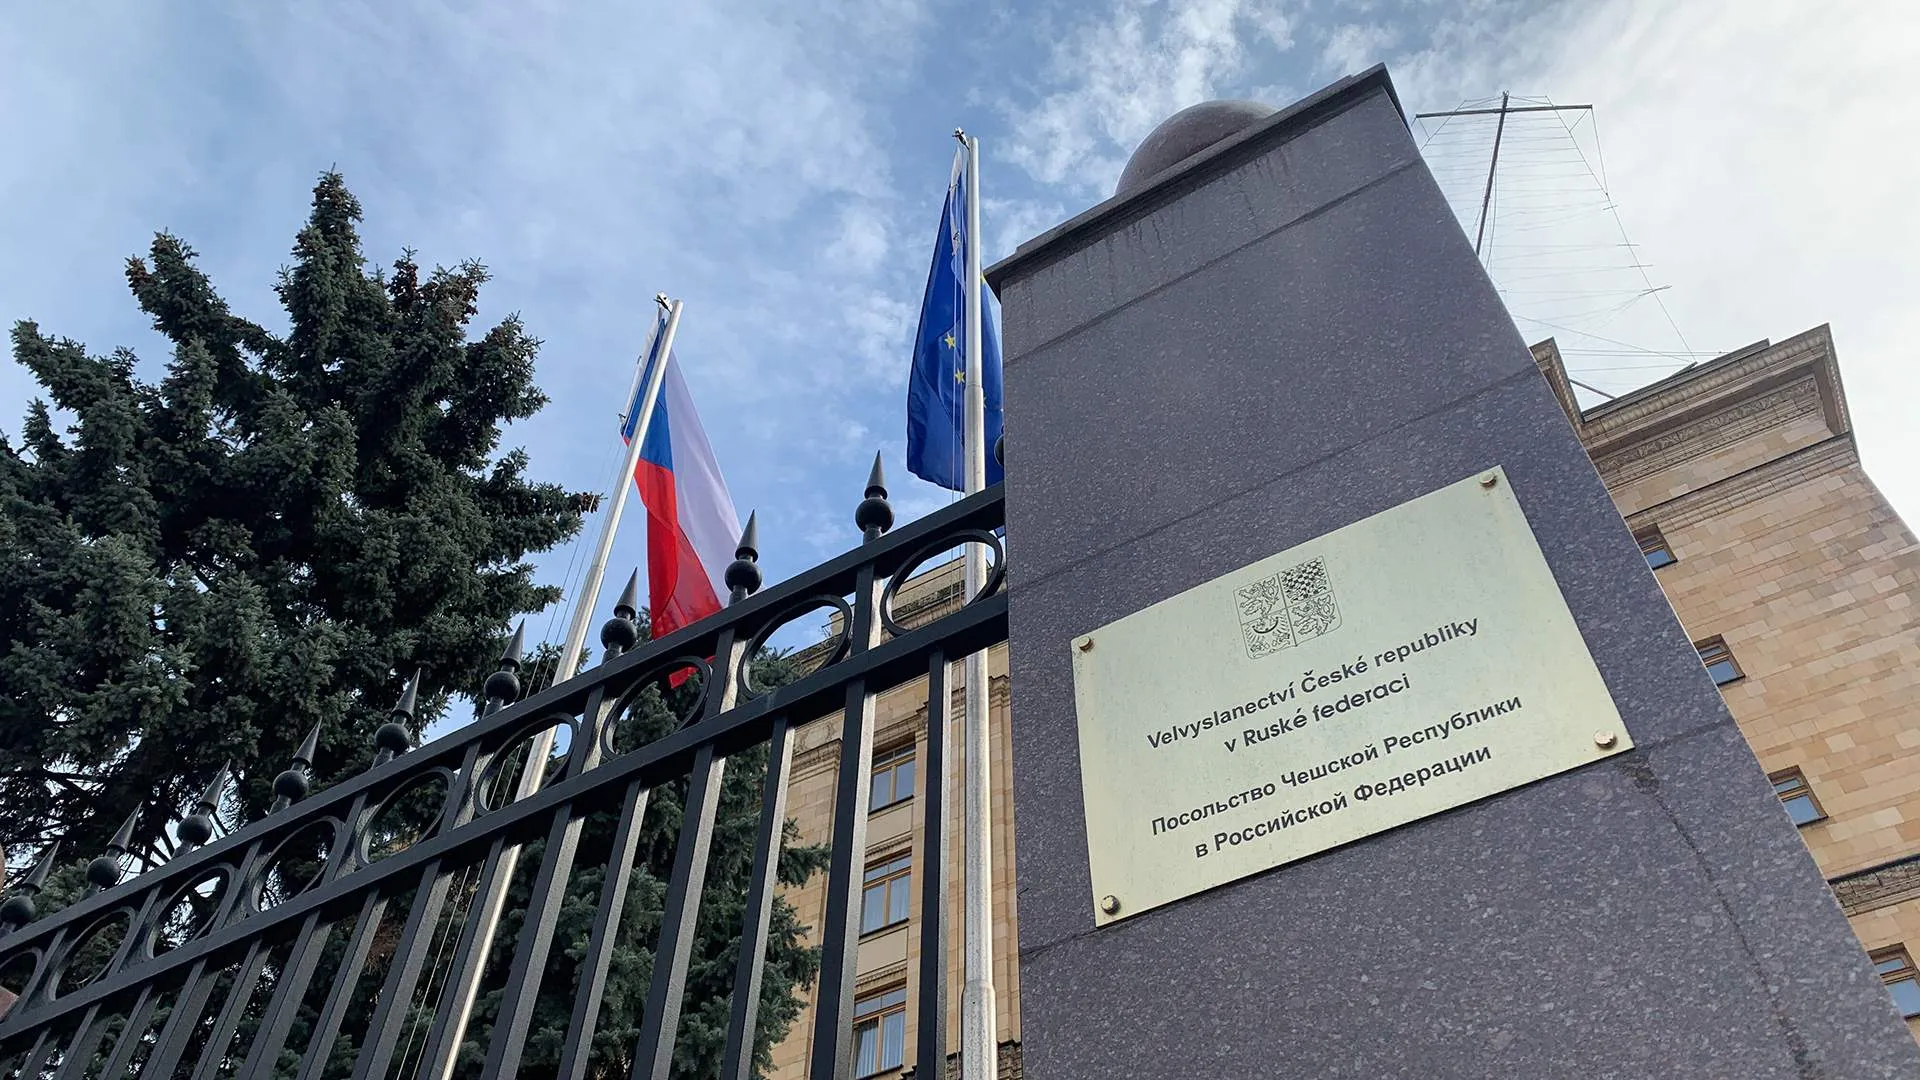 Velvyslanectví České republiky
v Ruské federaci
Посольство Чешской Республики
в Российской Федерации